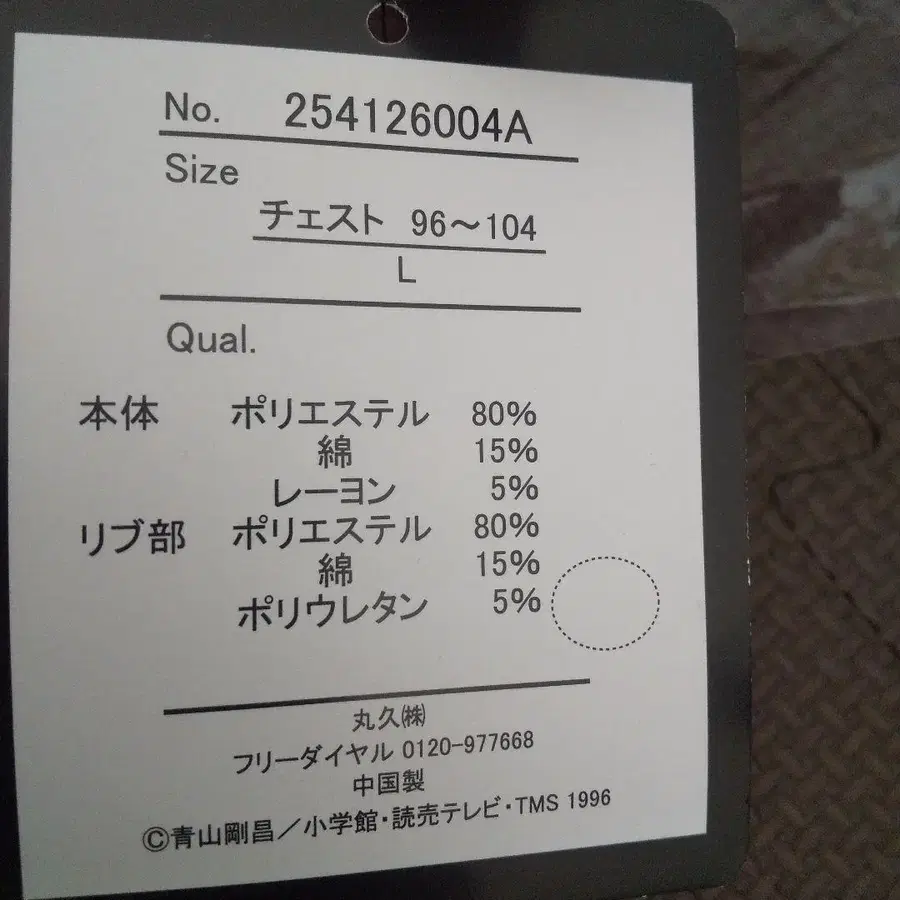 No. 254126004A
Size
チェスト 96～104
L
Qual.
本体 ポリエステル 80%
綿 15%
レーヨン 5%
リブ部 ポリエステル 80%
綿 15%
ポリウレタン 5%
丸久㈱
フリーダイヤル 0120-977668
中国製
©青山剛昌／小学館・読売テレビ・TMS 1996